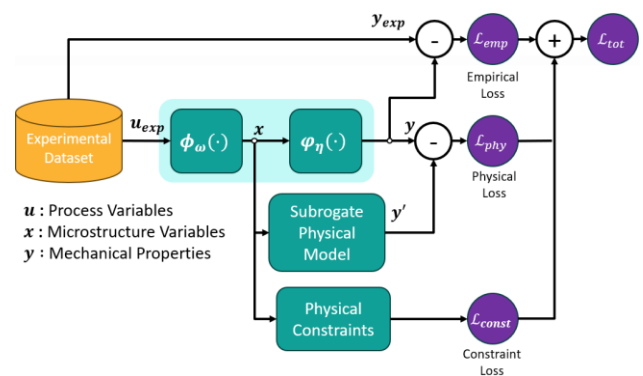 y_exp
-
ℒ_emp
+
ℒ_tot
Empirical
Loss
Experimental
Dataset
u_exp
ϕ_ω(·)
x
φ_η(·)
y
-
ℒ_phy
Physical
Loss
u : Process Variables
x : Microstructure Variables
y : Mechanical Properties
Subrogate
Physical
Model
y′
Physical
Constraints
ℒ_const
Constraint
Loss